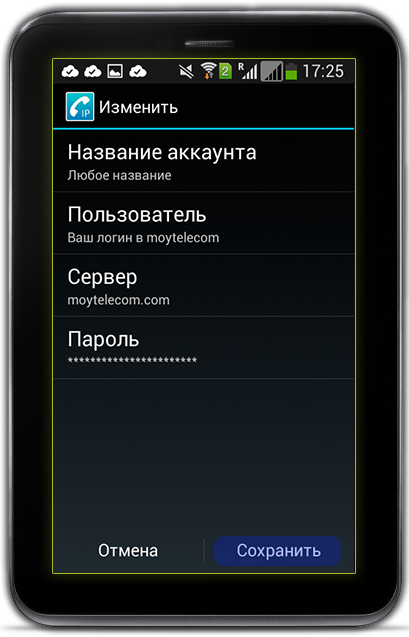 2 R 17:25
IP Изменить
Название аккаунта
Любое название
Пользователь
Ваш логин в moytelecom
Сервер
moytelecom.com
Пароль
***********************
Отмена Сохранить